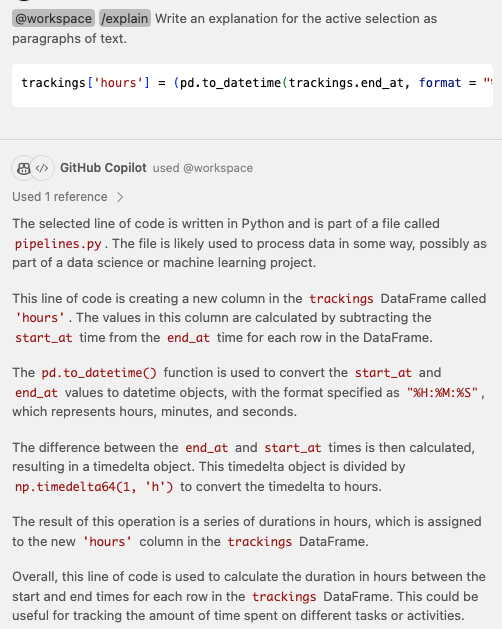 @workspace /explain Write an explanation for the active selection as
paragraphs of text.
trackings['hours'] = (pd.to_datetime(trackings.end_at, format = "
GitHub Copilot used @workspace
Used 1 reference
The selected line of code is written in Python and is part of a file called
pipelines.py. The file is likely used to process data in some way, possibly as
part of a data science or machine learning project.
This line of code is creating a new column in the trackings DataFrame called
'hours'. The values in this column are calculated by subtracting the
start_at time from the end_at time for each row in the DataFrame.
The pd.to_datetime() function is used to convert the start_at and
end_at values to datetime objects, with the format specified as "%H:%M:%S",
which represents hours, minutes, and seconds.
The difference between the end_at and start_at times is then calculated,
resulting in a timedelta object. This timedelta object is divided by
np.timedelta64(1, 'h') to convert the timedelta to hours.
The result of this operation is a series of durations in hours, which is assigned
to the new 'hours' column in the trackings DataFrame.
Overall, this line of code is used to calculate the duration in hours between the
start and end times for each row in the trackings DataFrame. This could be
useful for tracking the amount of time spent on different tasks or activities.